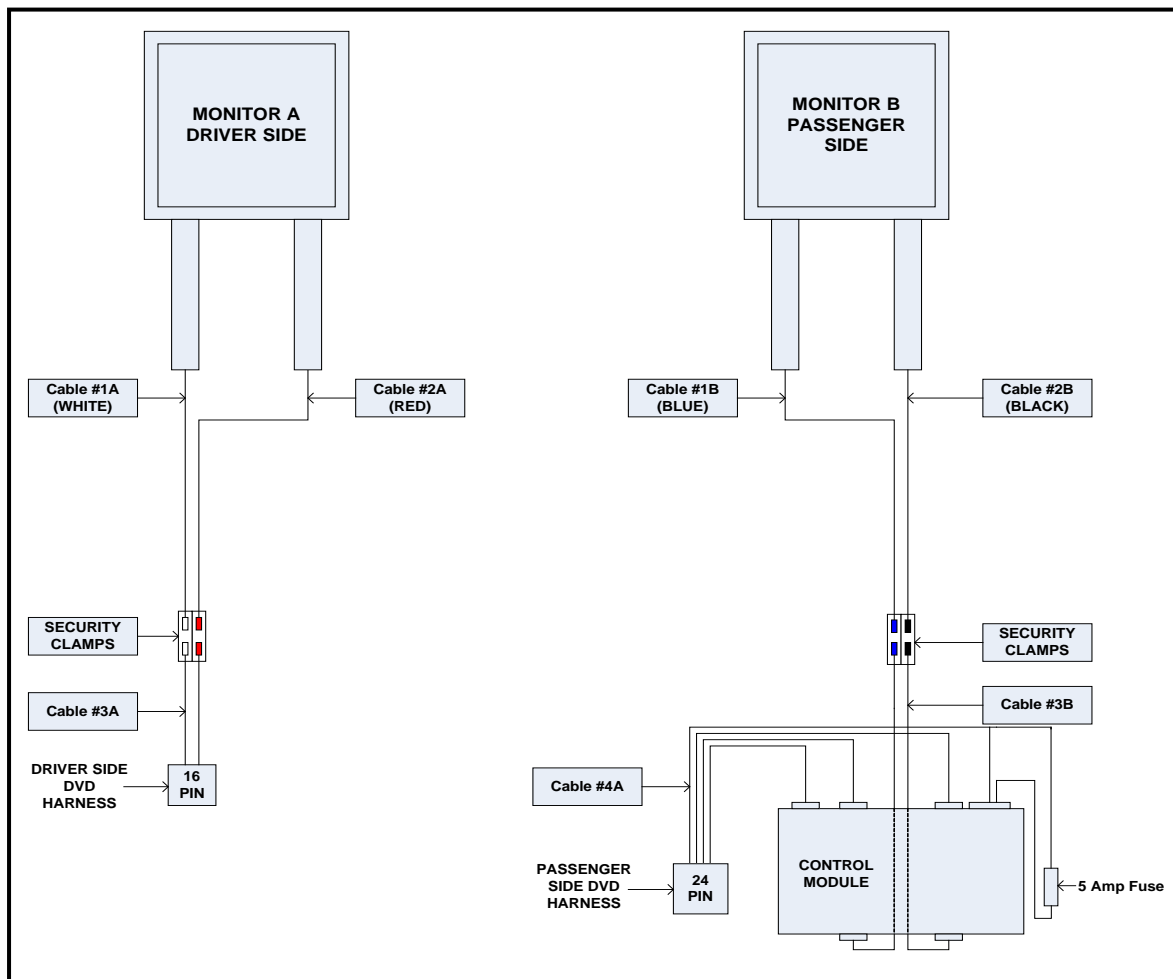 MONITOR A
DRIVER SIDE
MONITOR B
PASSENGER
SIDE
Cable #1A
(WHITE)
Cable #2A
(RED)
Cable #1B
(BLUE)
Cable #2B
(BLACK)
SECURITY
CLAMPS
SECURITY
CLAMPS
Cable #3A
Cable #3B
DRIVER SIDE
DVD
HARNESS
16
PIN
Cable #4A
PASSENGER
SIDE DVD
HARNESS
24
PIN
CONTROL
MODULE
5 Amp Fuse